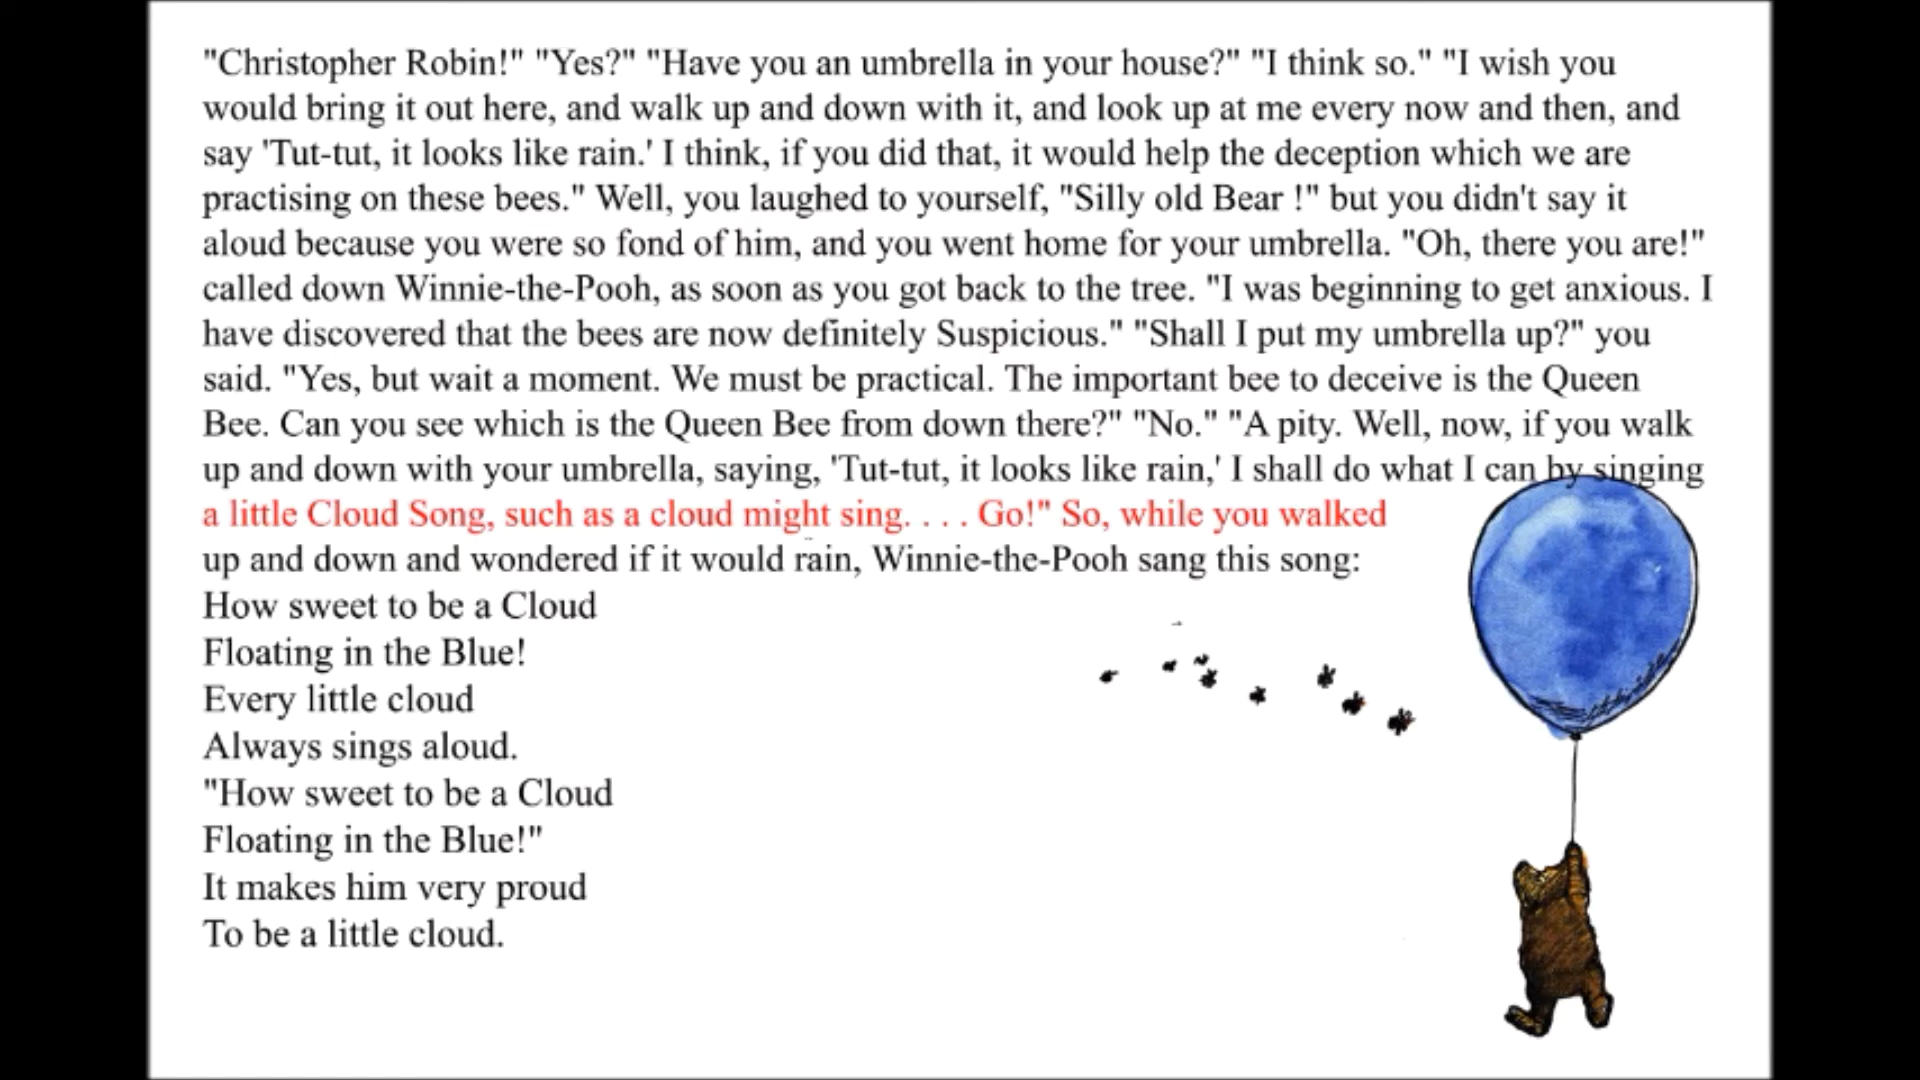 "Christopher Robin!" "Yes?" "Have you an umbrella in your house?" "I think so." "I wish you
would bring it out here, and walk up and down with it, and look up at me every now and then, and
say 'Tut-tut, it looks like rain.' I think, if you did that, it would help the deception which we are
practising on these bees." Well, you laughed to yourself, "Silly old Bear !" but you didn't say it
aloud because you were so fond of him, and you went home for your umbrella. "Oh, there you are!"
called down Winnie-the-Pooh, as soon as you got back to the tree. "I was beginning to get anxious. I
have discovered that the bees are now definitely Suspicious." "Shall I put my umbrella up?" you
said. "Yes, but wait a moment. We must be practical. The important bee to deceive is the Queen
Bee. Can you see which is the Queen Bee from down there?" "No." "A pity. Well, now, if you walk
up and down with your umbrella, saying, 'Tut-tut, it looks like rain,' I shall do what I can by singing
a little Cloud Song, such as a cloud might sing. . . . Go!" So, while you walked
up and down and wondered if it would rain, Winnie-the-Pooh sang this song:
How sweet to be a Cloud
Floating in the Blue!
Every little cloud
Always sings aloud.
"How sweet to be a Cloud
Floating in the Blue!"
It makes him very proud
To be a little cloud.